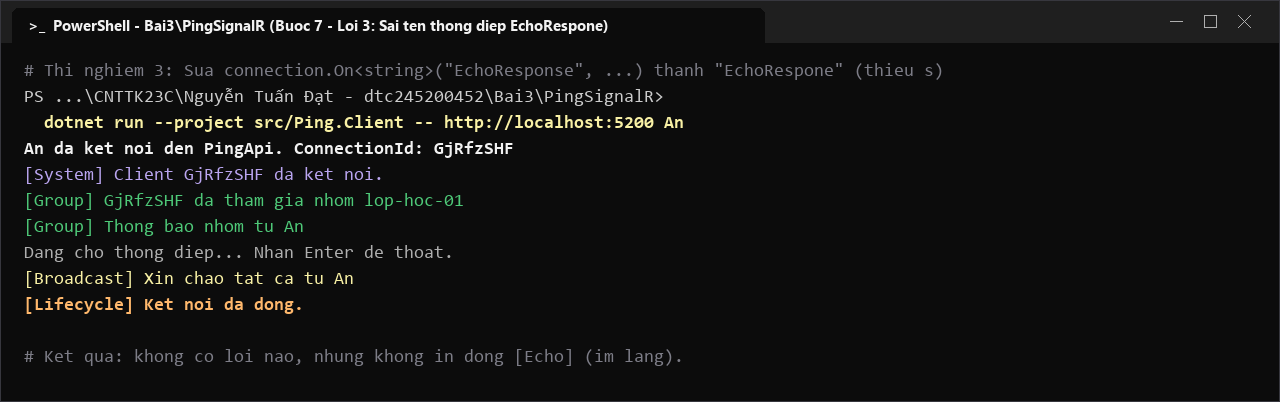 >_ PowerShell - Bai3\PingSignalR (Buoc 7 - Loi 3: Sai ten thong diep EchoRespone)
# Thi nghiem 3: Sua connection.On<string>("EchoResponse", ...) thanh "EchoRespone" (thieu s)
PS ...\CNTTK23C\Nguyễn Tuấn Đạt - dtc245200452\Bai3\PingSignalR>
dotnet run --project src/Ping.Client -- http://localhost:5200 An
An da ket noi den PingApi. ConnectionId: GjRfzSHF
[System] Client GjRfzSHF da ket noi.
[Group] GjRfzSHF da tham gia nhom lop-hoc-01
[Group] Thong bao nhom tu An
Dang cho thong diep... Nhan Enter de thoat.
[Broadcast] Xin chao tat ca tu An
[Lifecycle] Ket noi da dong.
# Ket qua: khong co loi nao, nhung khong in dong [Echo] (im lang).